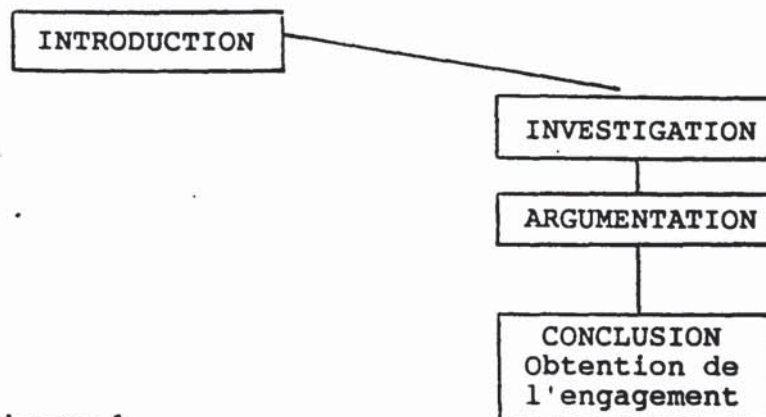 INTRODUCTION
INVESTIGATION
ARGUMENTATION
CONCLUSION
Obtention de
l'engagement